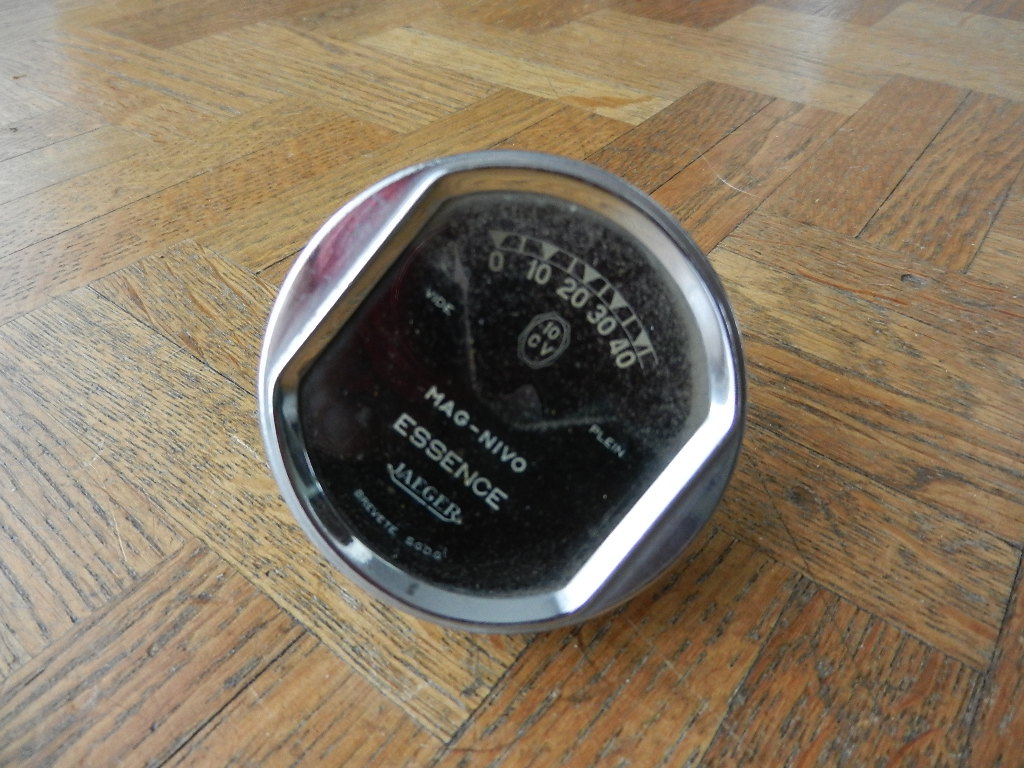 0 10 20 30 40
10
CV
VIDE
PLEIN
MAG-NIVO
ESSENCE
JAEGER
BREVETE S.G.D.G.